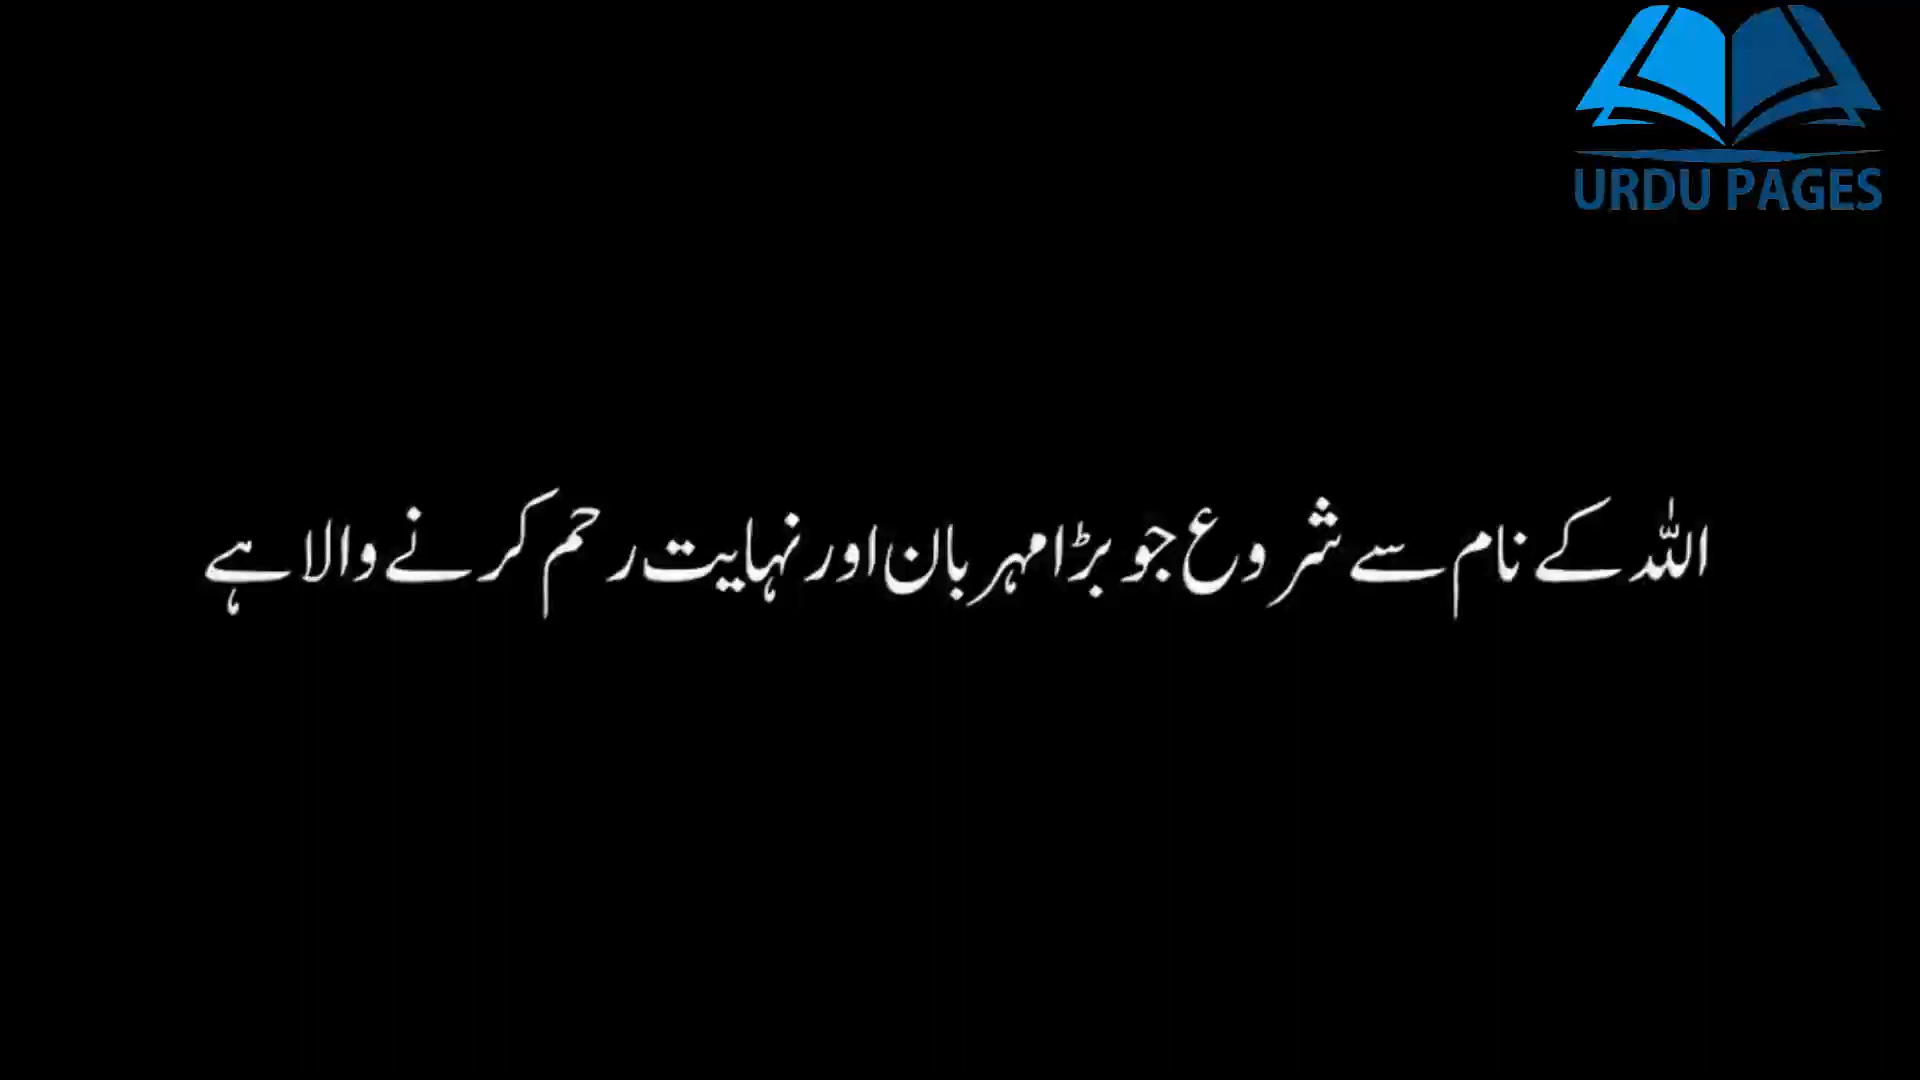 URDU PAGES
اللہ کے نام سے شروع جو بڑا مہربان اور نہایت رحم کرنے والا ہے